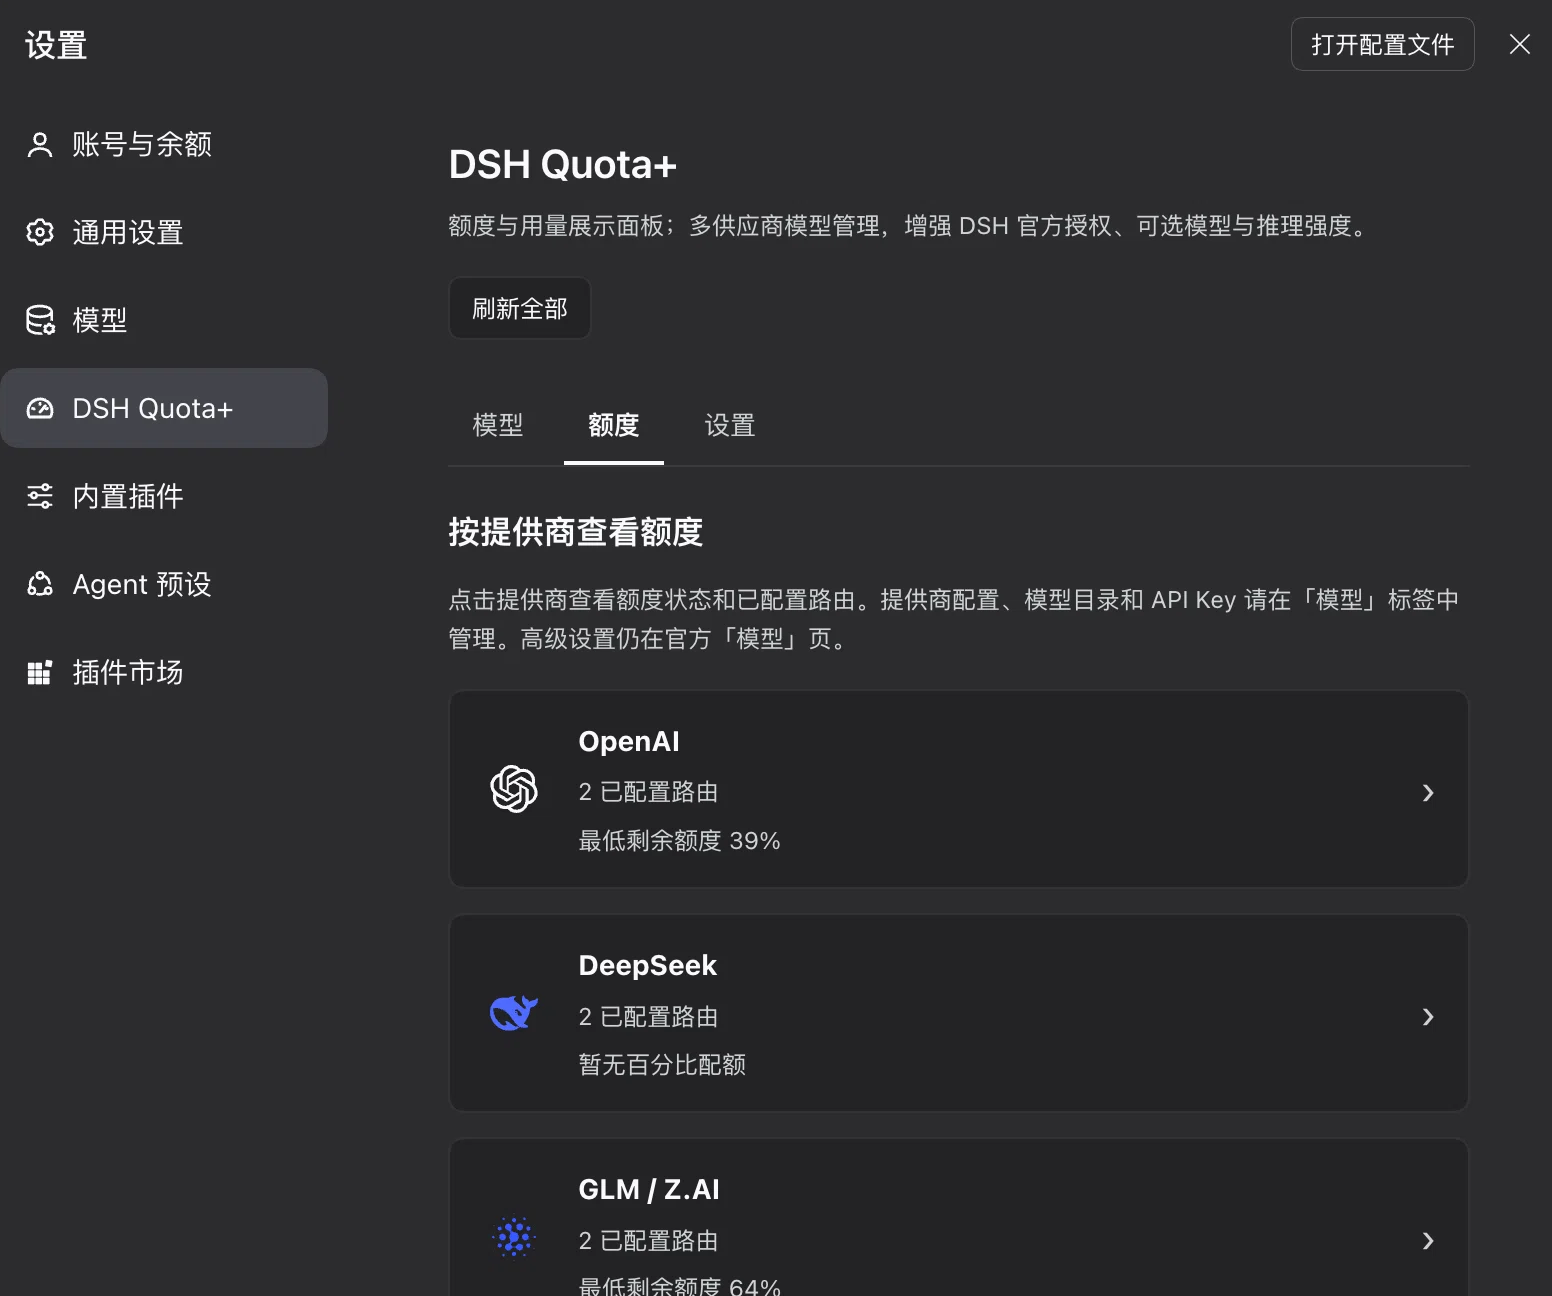 设置
打开配置文件
账号与余额
通用设置
模型
DSH Quota+
内置插件
Agent 预设
插件市场
DSH Quota+
额度与用量展示面板；多供应商模型管理，增强 DSH 官方授权、可选模型与推理强度。
刷新全部
模型
额度
设置
按提供商查看额度
点击提供商查看额度状态和已配置路由。提供商配置、模型目录和 API Key 请在「模型」标签中
管理。高级设置仍在官方「模型」页。
OpenAI
2 已配置路由
最低剩余额度 39%
DeepSeek
2 已配置路由
暂无百分比配额
GLM / Z.AI
2 已配置路由
最低剩余额度 64%